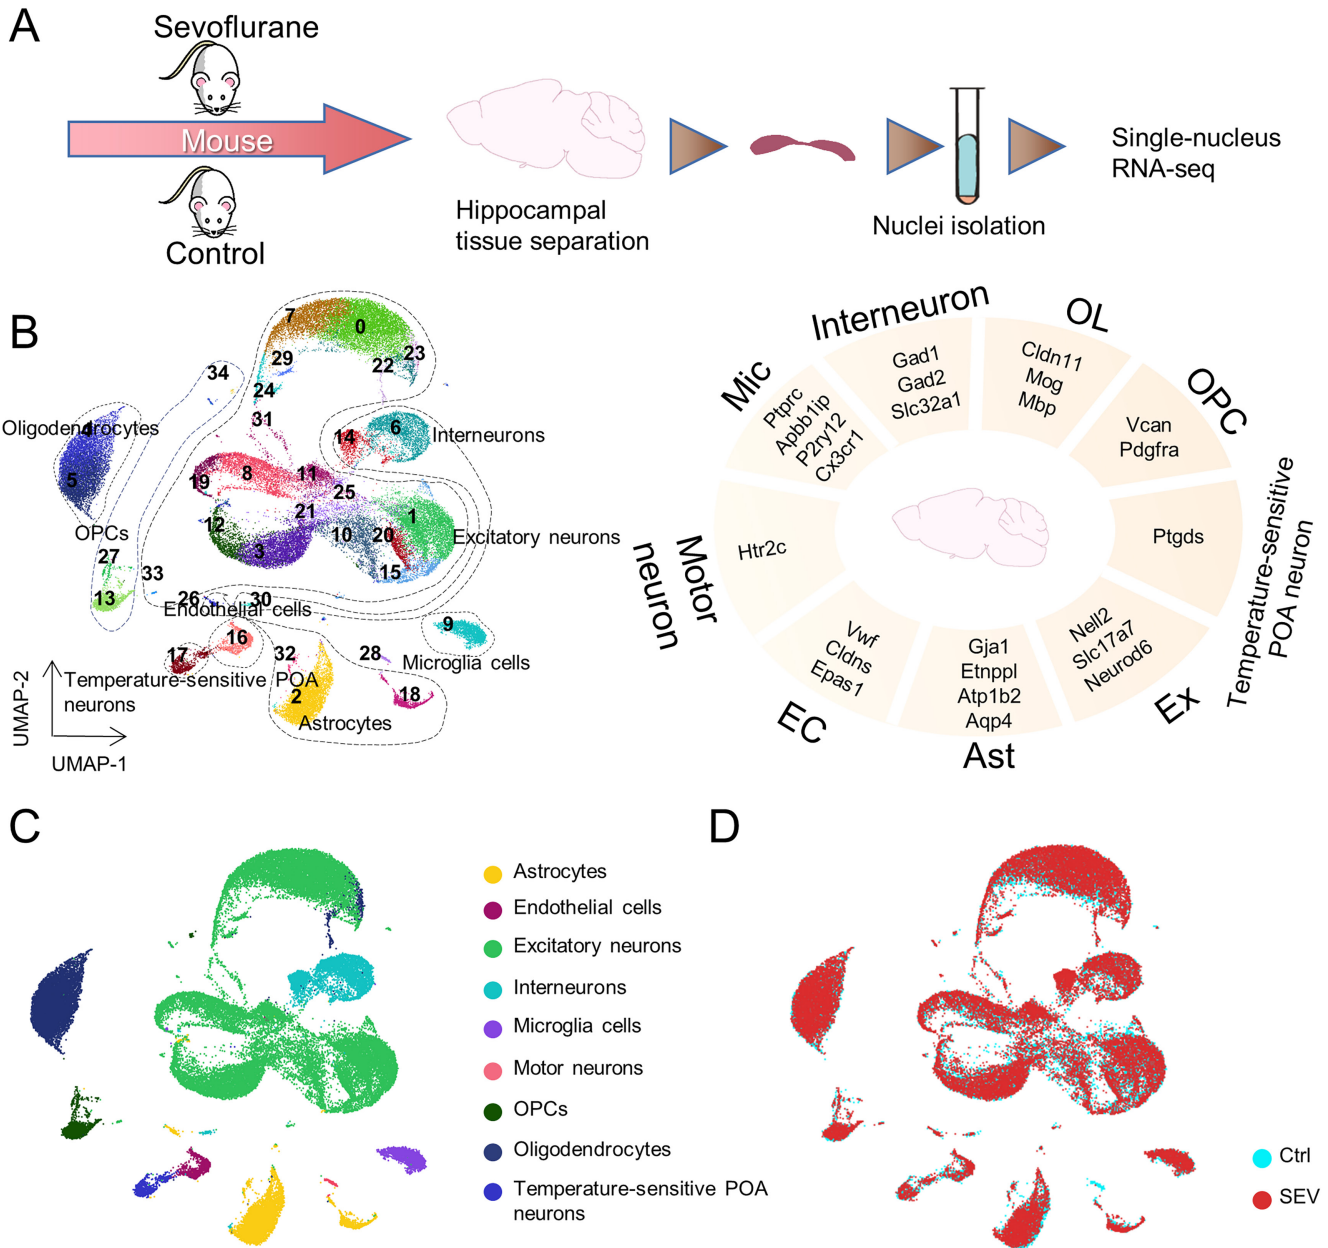 A
Sevoflurane
Mouse
Control
Hippocampal
tissue separation
Nuclei isolation
Single-nucleus
RNA-seq
B
7
0
29
22
23
24
34
31
Oligodendrocytes
4
5
14
6
Interneurons
19
8
11
25
21
12
3
10
20
1
15
Excitatory neurons
OPCs
27
33
13
26
30
Endothelial cells
16
17
9
Microglia cells
32
28
Temperature-sensitive POA
neurons
2
18
Astrocytes
UMAP-2
UMAP-1
Interneuron
Gad1
Gad2
Slc32a1
OL
Cldn11
Mog
Mbp
OPC
Vcan
Pdgfra
Temperature-sensitive
POA neuron
Ptgds
Ex
Nell2
Slc17a7
Neurod6
Ast
Gja1
Etnppl
Atp1b2
Aqp4
EC
Vwf
Cldns
Epas1
Motor
neuron
Htr2c
Mic
Ptprc
Apbb1ip
P2ry12
Cx3cr1
C
Astrocytes
Endothelial cells
Excitatory neurons
Interneurons
Microglia cells
Motor neurons
OPCs
Oligodendrocytes
Temperature-sensitive POA
neurons
D
Ctrl
SEV